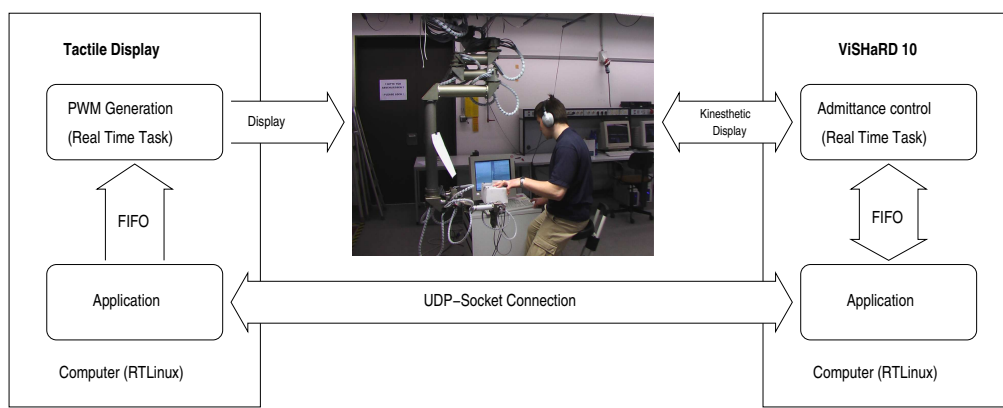 Tactile Display
PWM Generation
(Real Time Task)
FIFO
Application
Computer (RTLinux)
Display
UDP−Socket Connection
Kinesthetic
Display
ViSHaRD 10
Admittance control
(Real Time Task)
FIFO
Application
Computer (RTLinux)